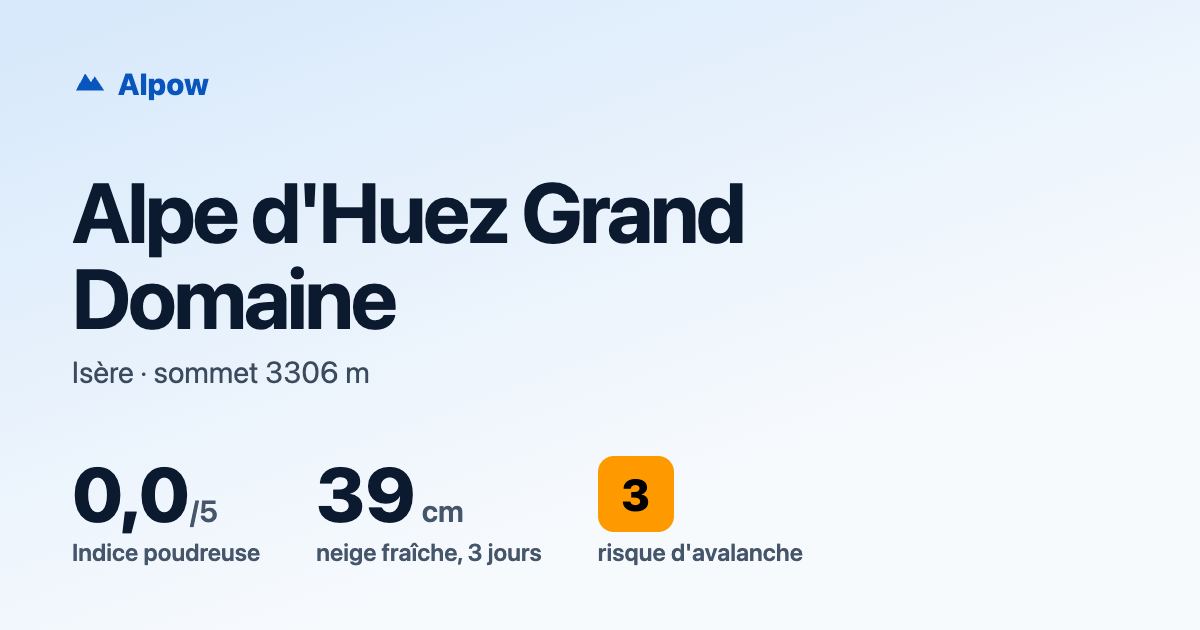 Alpow
Alpe d'Huez Grand
Domaine
Isère · sommet 3306 m
0,0/5
Indice poudreuse
39 cm
neige fraîche, 3 jours
3
risque d'avalanche